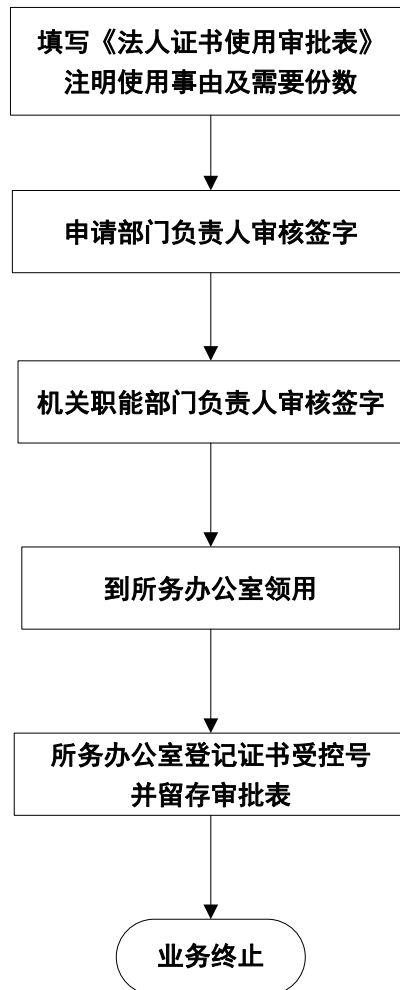 填写《法人证书使用审批表》
注明使用事由及需要份数
申请部门负责人审核签字
机关职能部门负责人审核签字
到所务办公室领用
所务办公室登记证书受控号
并留存审批表
业务终止